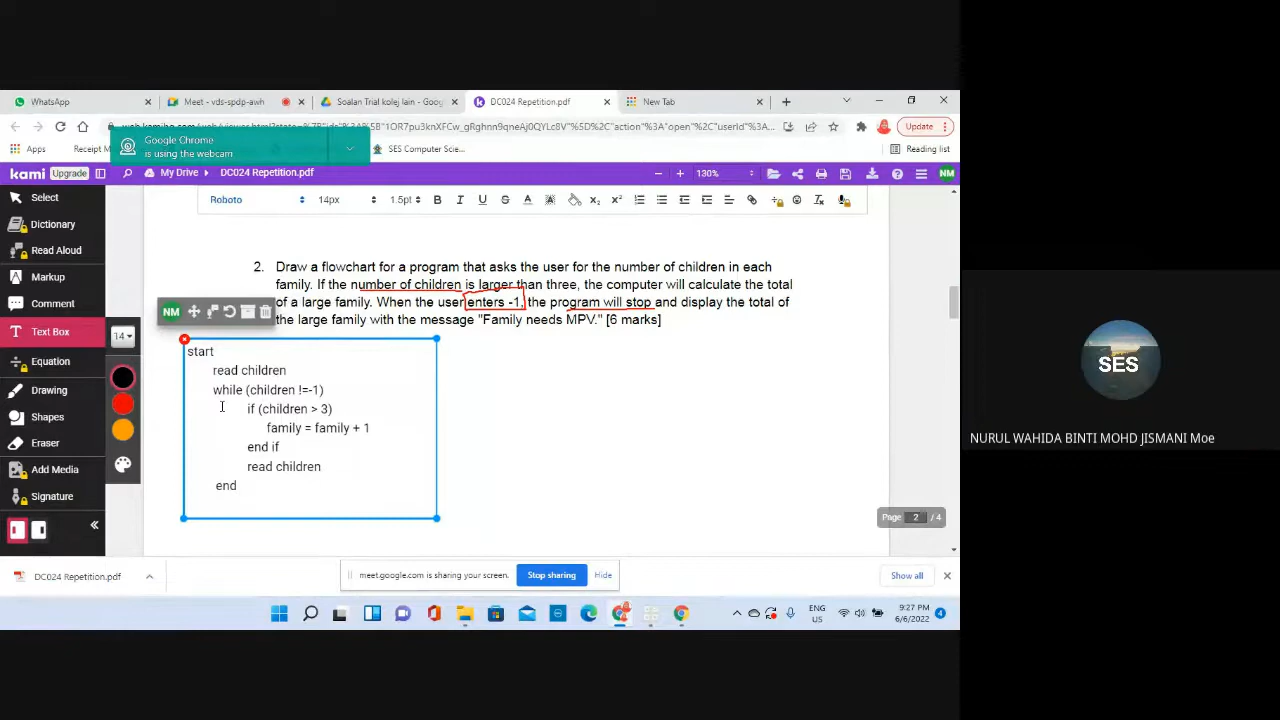 WhatsApp
Meet - vds-spdp-awh
Soalan Trial kolej lain - Goog
DC024 Repetition.pdf
New Tab
Google Chrome
is using the webcam
Update
Apps
Receipt M
SES Computer Scie...
Reading list
kami Upgrade
My Drive
DC024 Repetition.pdf
130%
NM
Select
Roboto
14px
1.5pt
B I U S A
Dictionary
Read Aloud
Markup
Comment
Text Box
14
Equation
Drawing
Shapes
Eraser
Add Media
Signature
2. Draw a flowchart for a program that asks the user for the number of children in each
family. If the number of children is larger than three, the computer will calculate the total
of a large family. When the user enters -1, the program will stop and display the total of
the large family with the message "Family needs MPV." [6 marks]
NM
start
read children
while (children !=-1)
if (children > 3)
family = family + 1
end if
read children
end
Page 2 / 4
SES
NURUL WAHIDA BINTI MOHD JISMANI Moe
DC024 Repetition.pdf
meet.google.com is sharing your screen.
Stop sharing
Hide
Show all
ENG
US
9:27 PM
6/6/2022
4